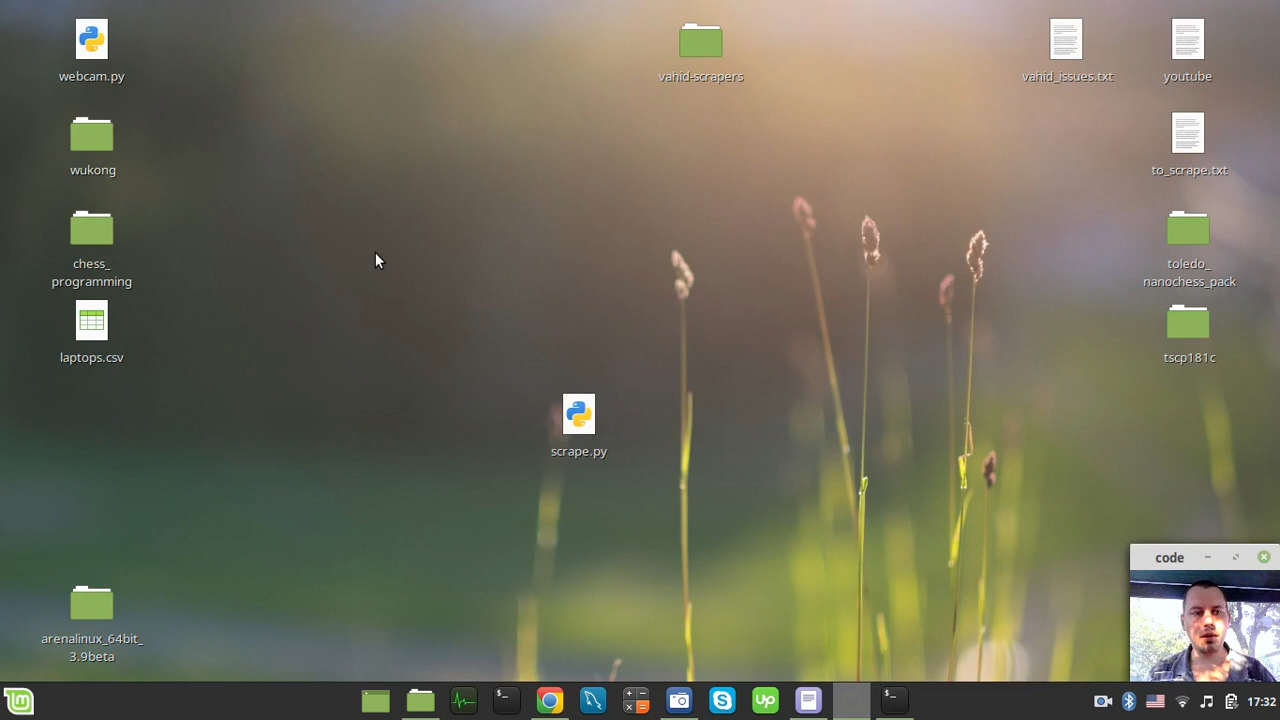 webcam.py
vahid-scrapers
vahid_issues.txt
youtube
wukong
to_scrape.txt
chess_
programming
toledo_
nanochess_pack
laptops.csv
tscp181c
scrape.py
code
arenalinux_64bit_
3.9beta
$_
Up
$_
17:32